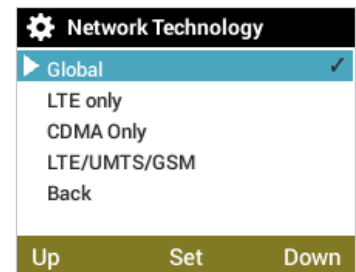 Network Technology
Global
LTE only
CDMA Only
LTE/UMTS/GSM
Back
Up Set Down